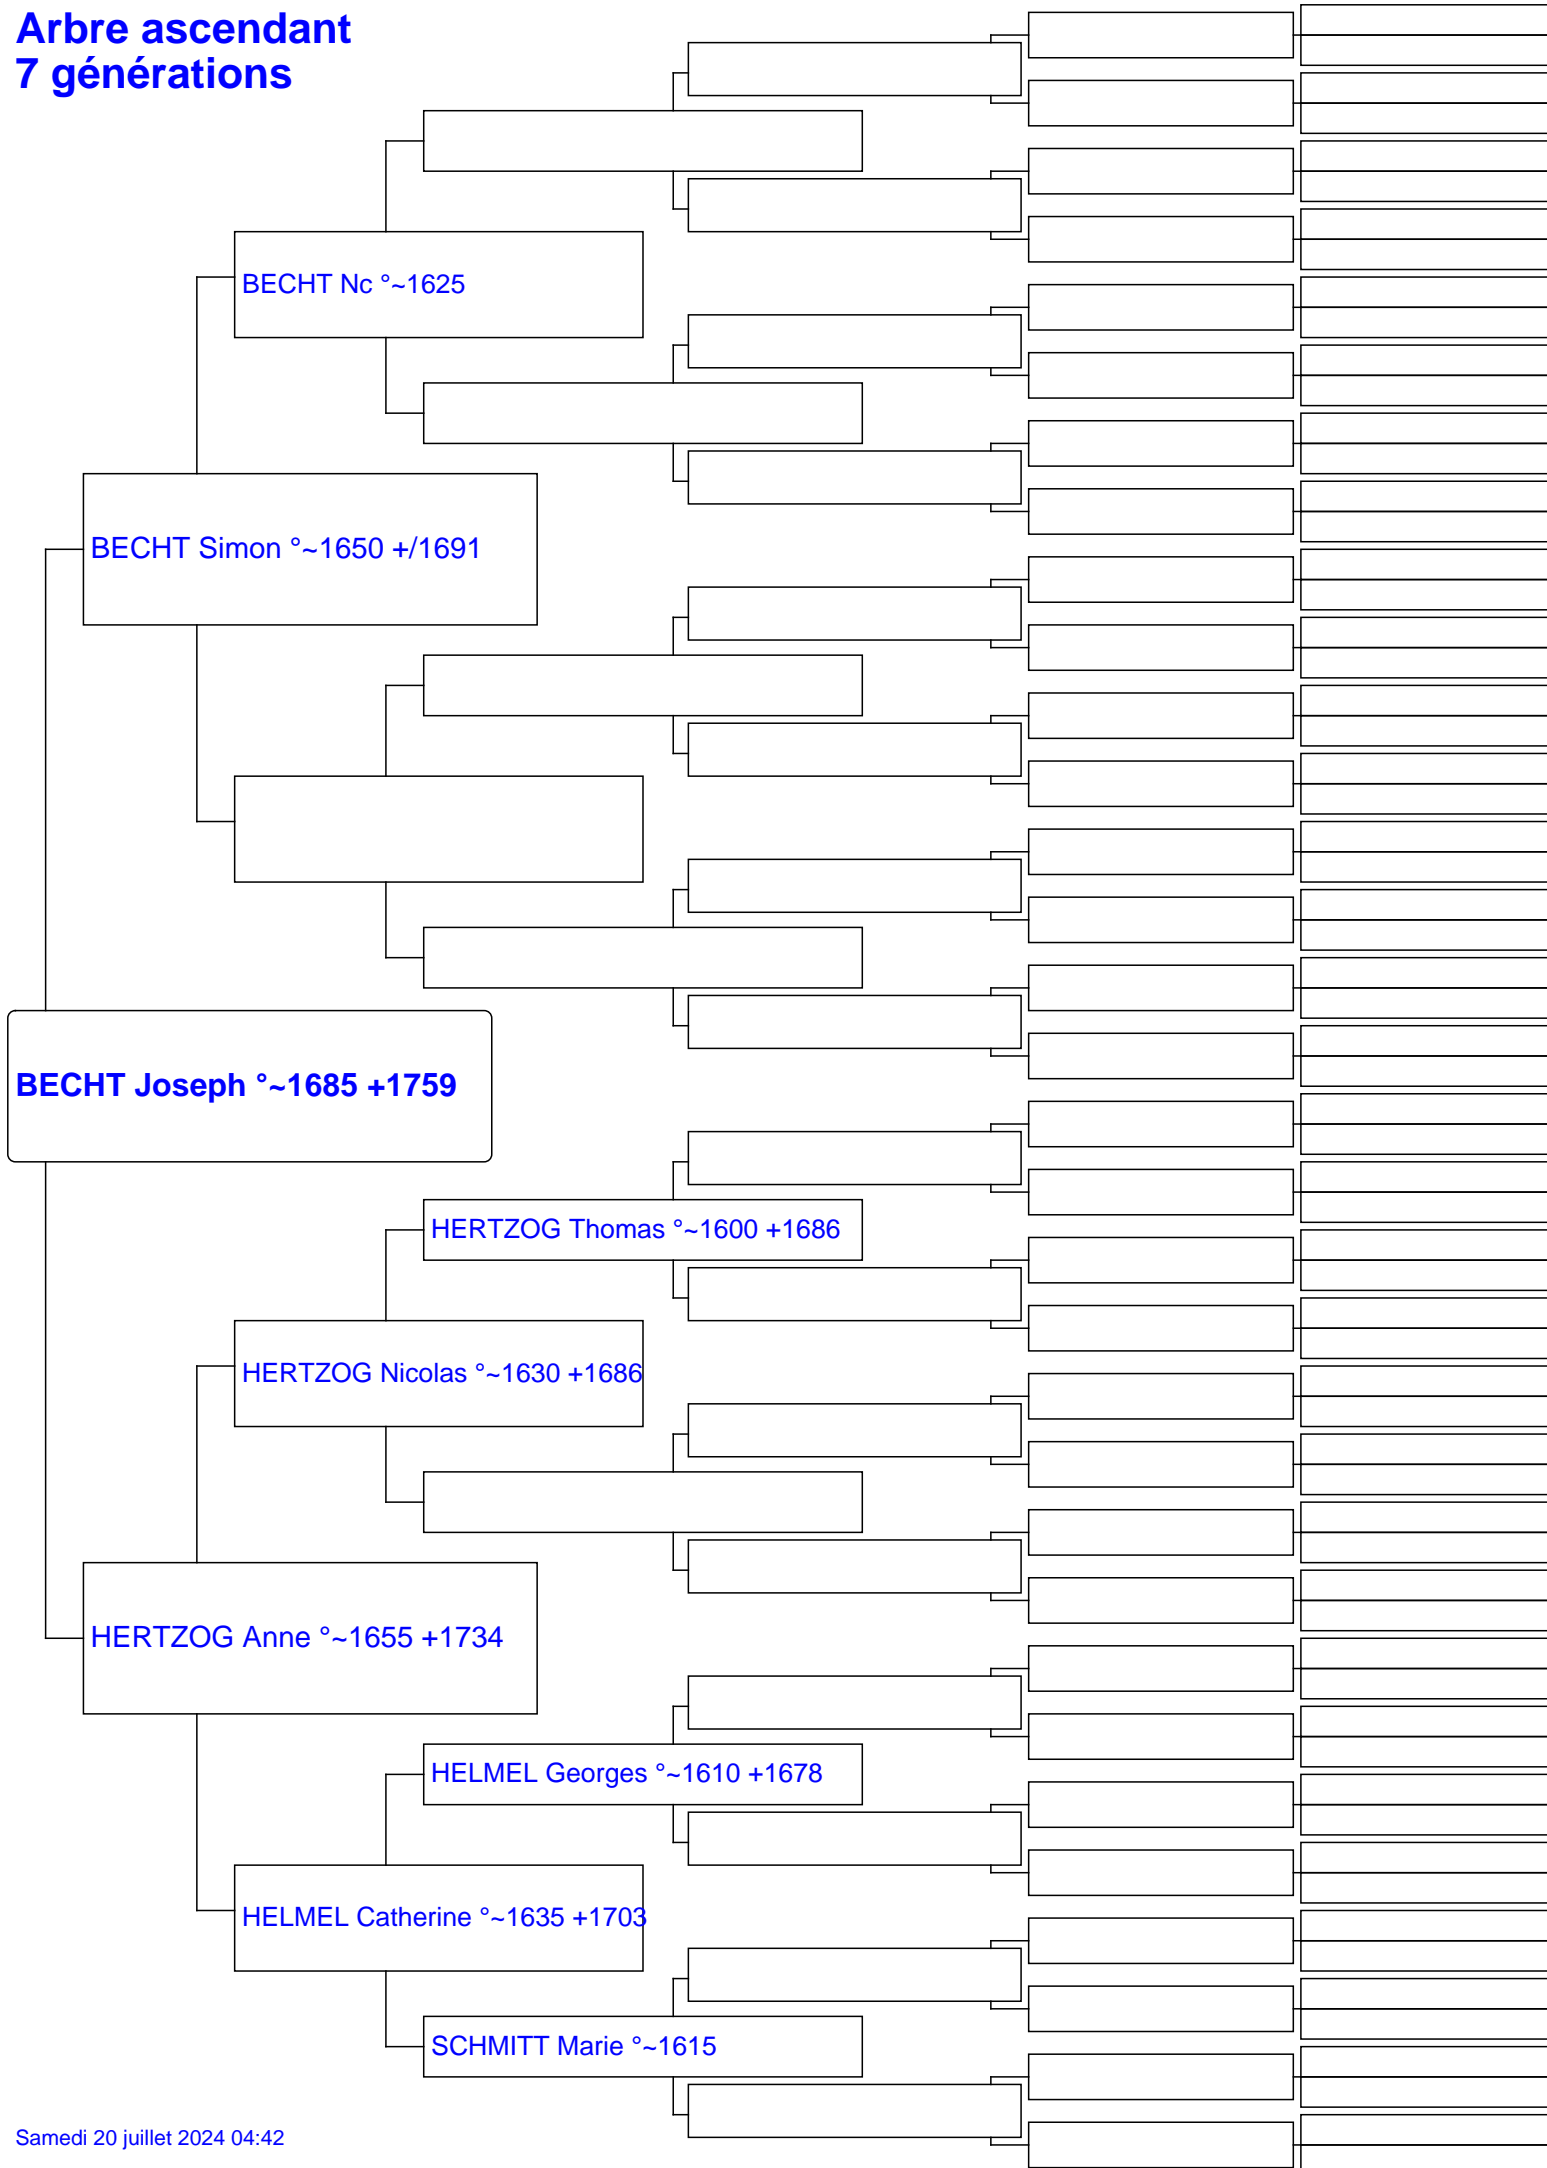 Arbre ascendant
7 générations
BECHT Nc °~1625
BECHT Simon °~1650 +/1691
BECHT Joseph °~1685 +1759
HERTZOG Thomas °~1600 +1686
HERTZOG Nicolas °~1630 +1686
HERTZOG Anne °~1655 +1734
HELMEL Georges °~1610 +1678
HELMEL Catherine °~1635 +1703
SCHMITT Marie °~1615
Samedi 20 juillet 2024 04:42